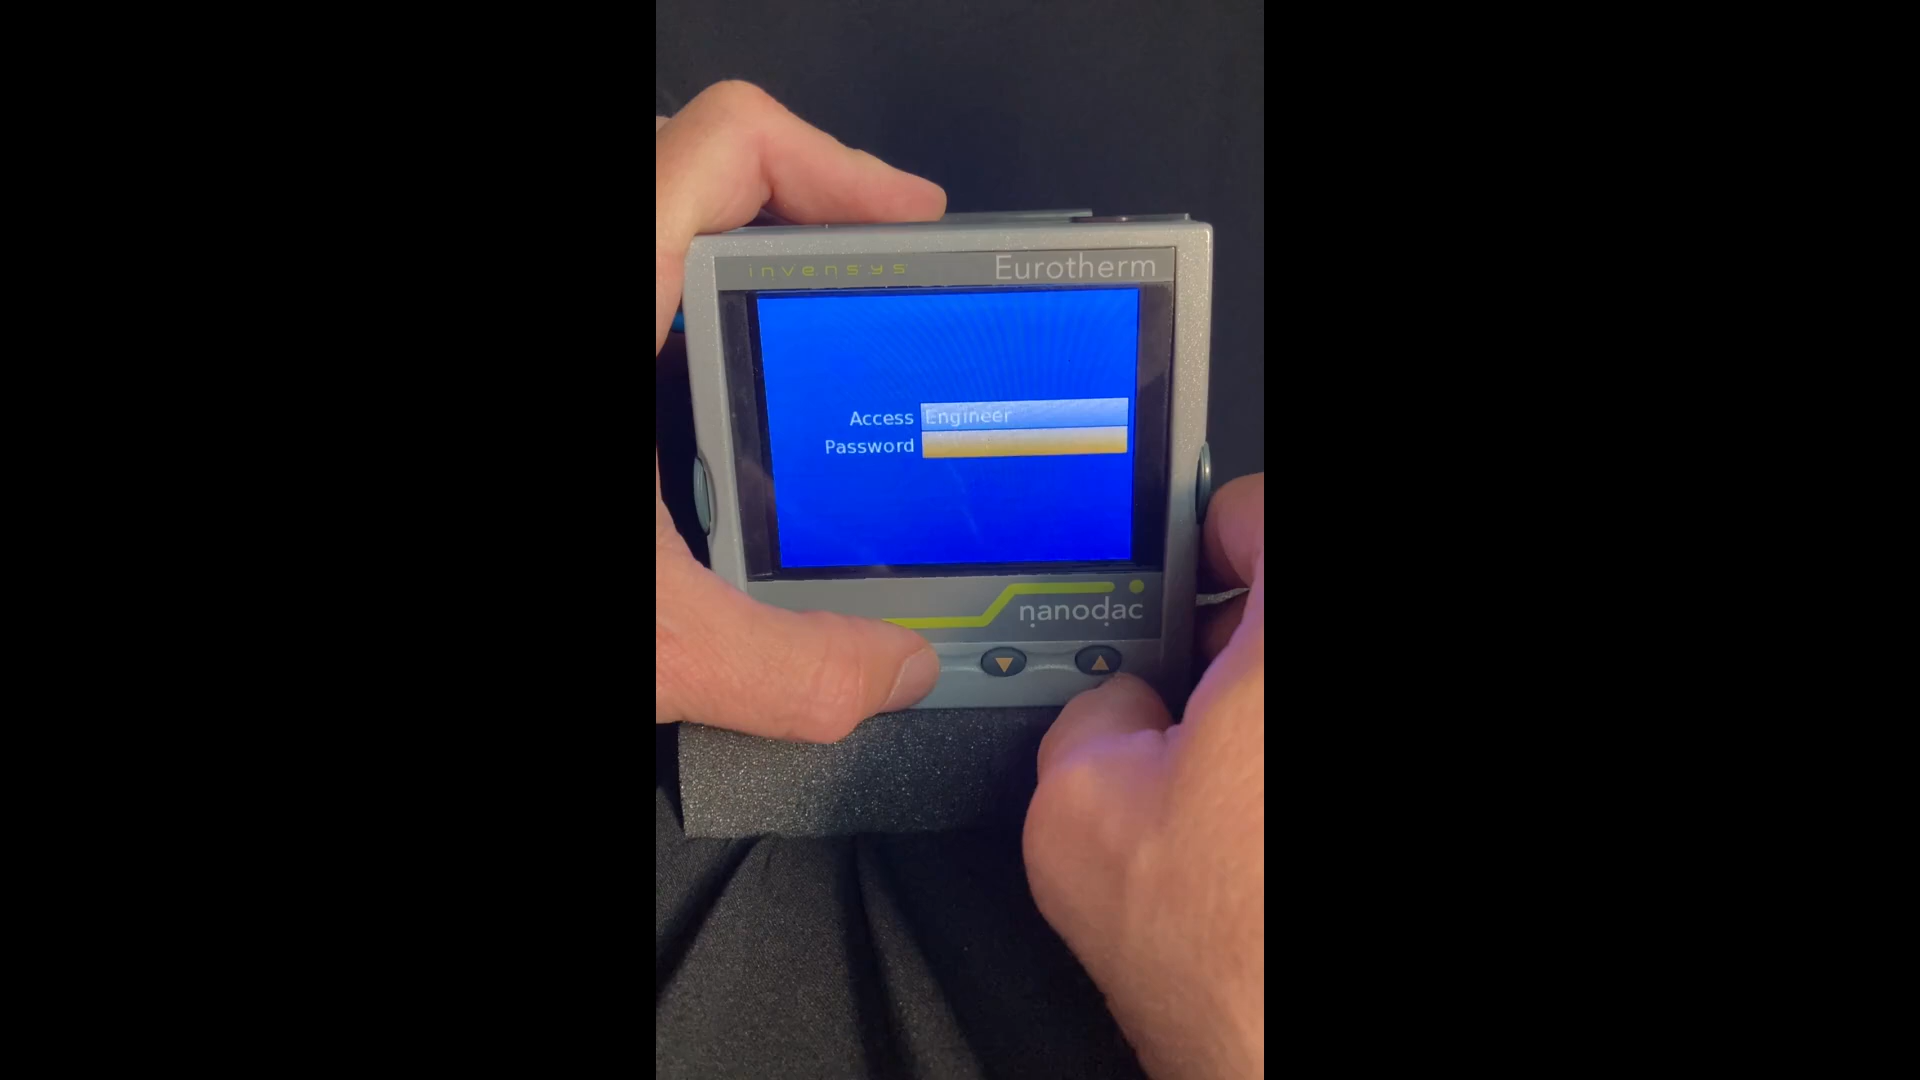 invensys
Eurotherm
Access Engineer
Password
nanodac